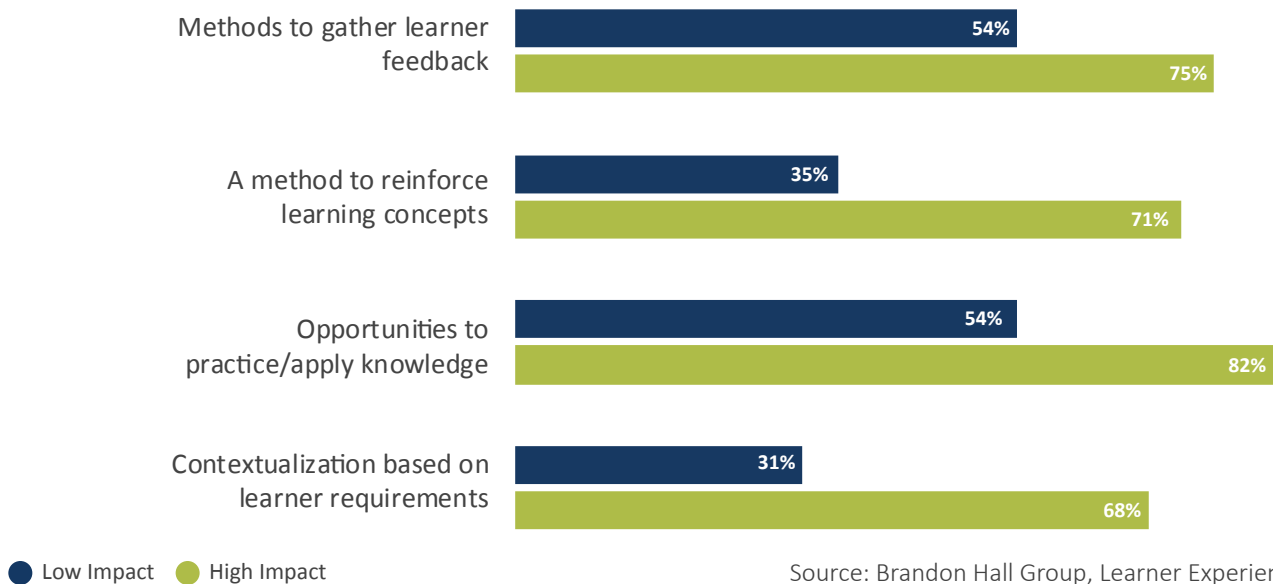 Methods to gather learner
feedback
54%
75%
A method to reinforce
learning concepts
35%
71%
Opportunities to
practice/apply knowledge
54%
82%
Contextualization based on
learner requirements
31%
68%
Low Impact
High Impact
Source: Brandon Hall Group, Learner